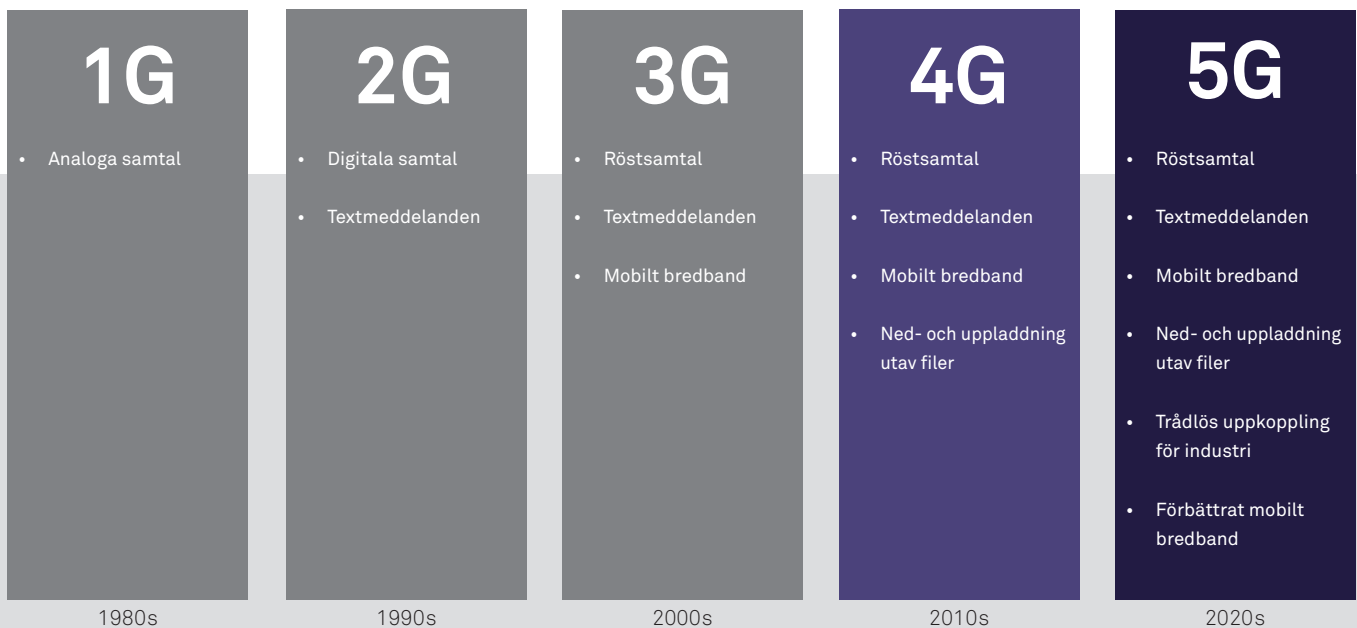 1G
• Analoga samtal
1980s
2G
• Digitala samtal
• Textmeddelanden
1990s
3G
• Röstsamtal
• Textmeddelanden
• Mobilt bredband
2000s
4G
• Röstsamtal
• Textmeddelanden
• Mobilt bredband
• Ned- och uppladdning
utav filer
2010s
5G
• Röstsamtal
• Textmeddelanden
• Mobilt bredband
• Ned- och uppladdning
utav filer
• Trådlös uppkoppling
för industri
• Förbättrat mobilt
bredband
2020s